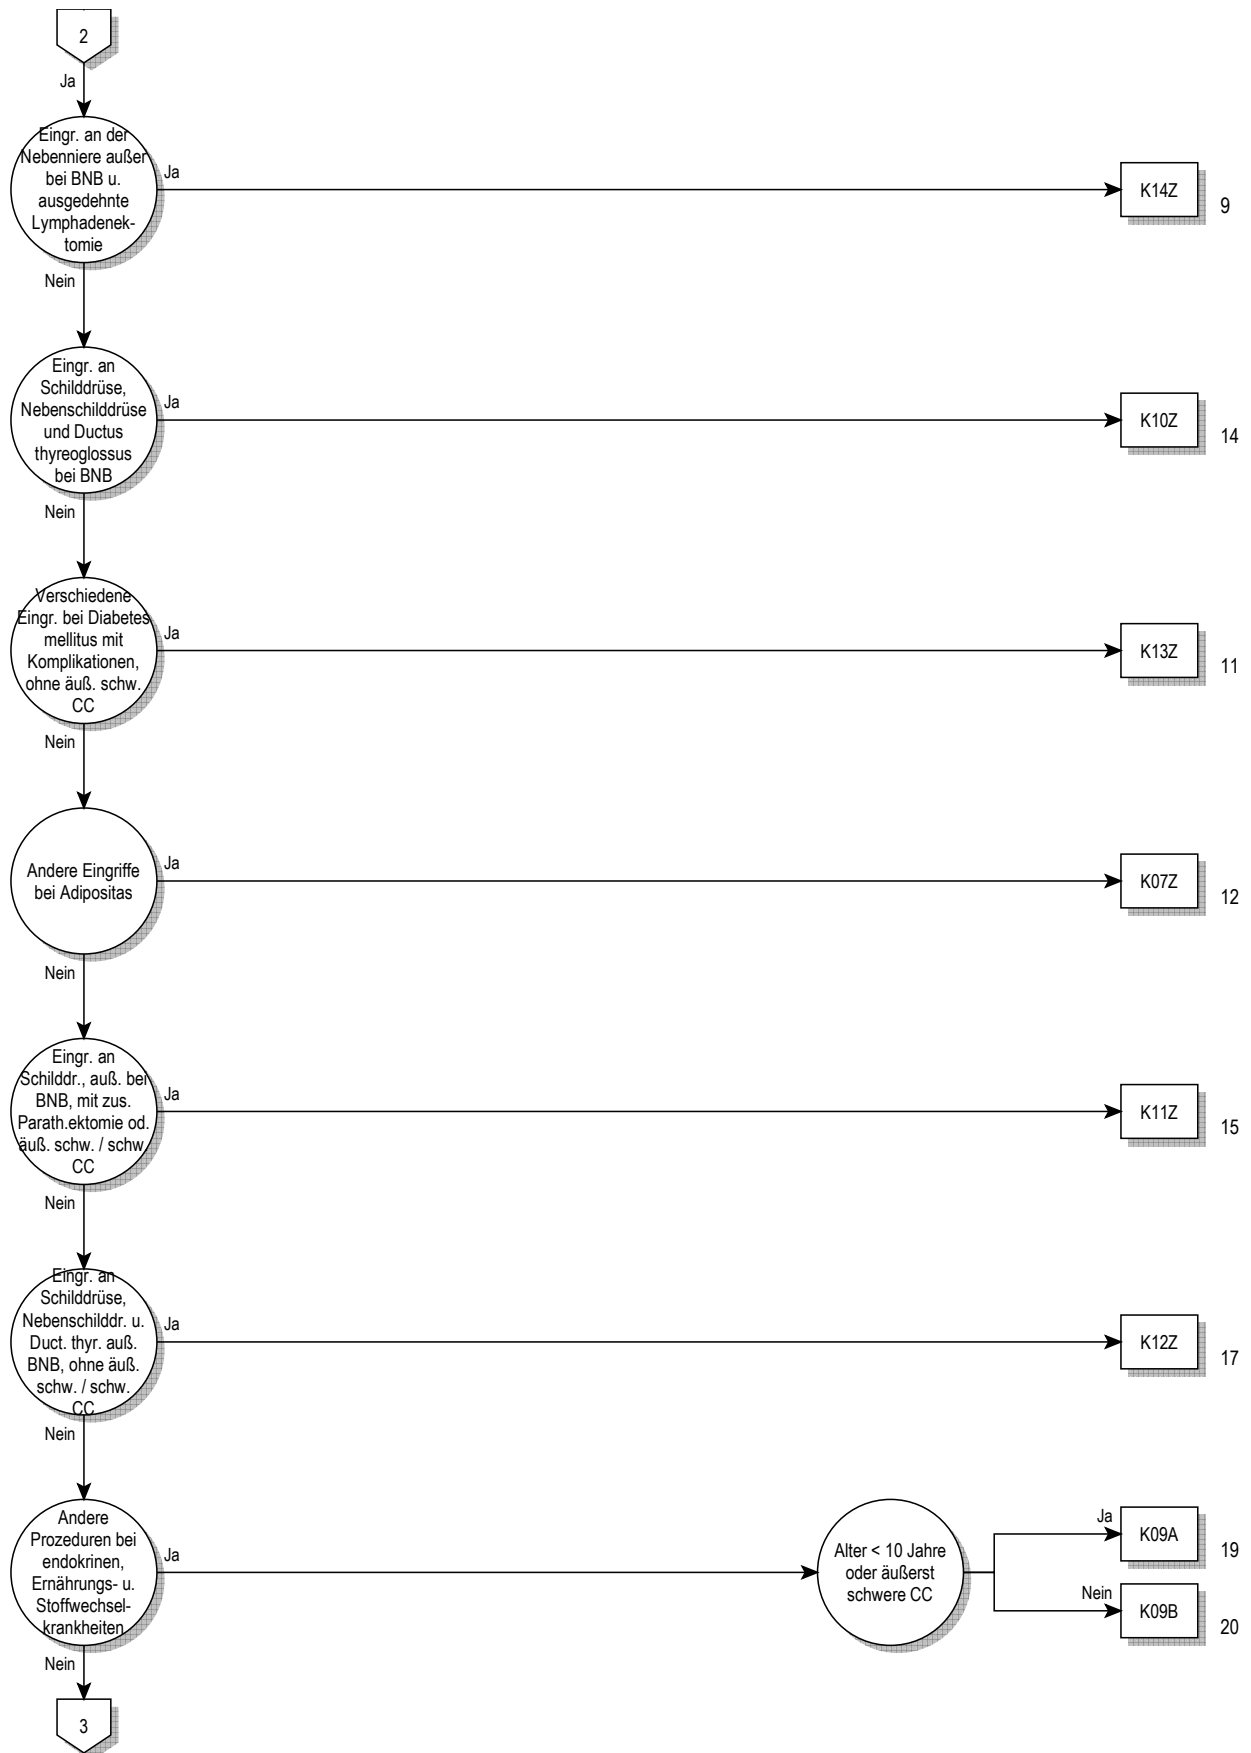 2
Ja
Eingr. an der
Nebenniere außer
bei BNB u.
ausgedehnte
Lymphadenek-
tomie
Ja
K14Z
9
Nein
Eingr. an
Schilddrüse,
Nebenschilddrüse
und Ductus
thyreoglossus
bei BNB
Ja
K10Z
14
Nein
Verschiedene
Eingr. bei Diabetes
mellitus mit
Komplikationen,
ohne äuß. schw.
CC
Ja
K13Z
11
Nein
Andere Eingriffe
bei Adipositas
Ja
K07Z
12
Nein
Eingr. an
Schilddr., auß. bei
BNB, mit zus.
Parath.ektomie od.
äuß. schw. / schw.
CC
Ja
K11Z
15
Nein
Eingr. an
Schilddrüse,
Nebenschilddr. u.
Duct. thyr. auß.
BNB, ohne äuß.
schw. / schw.
CC
Ja
K12Z
17
Nein
Andere
Prozeduren bei
endokrinen,
Ernährungs- u.
Stoffwechsel-
krankheiten
Ja
Alter < 10 Jahre
oder äußerst
schwere CC
Ja
K09A
19
Nein
K09B
20
Nein
3